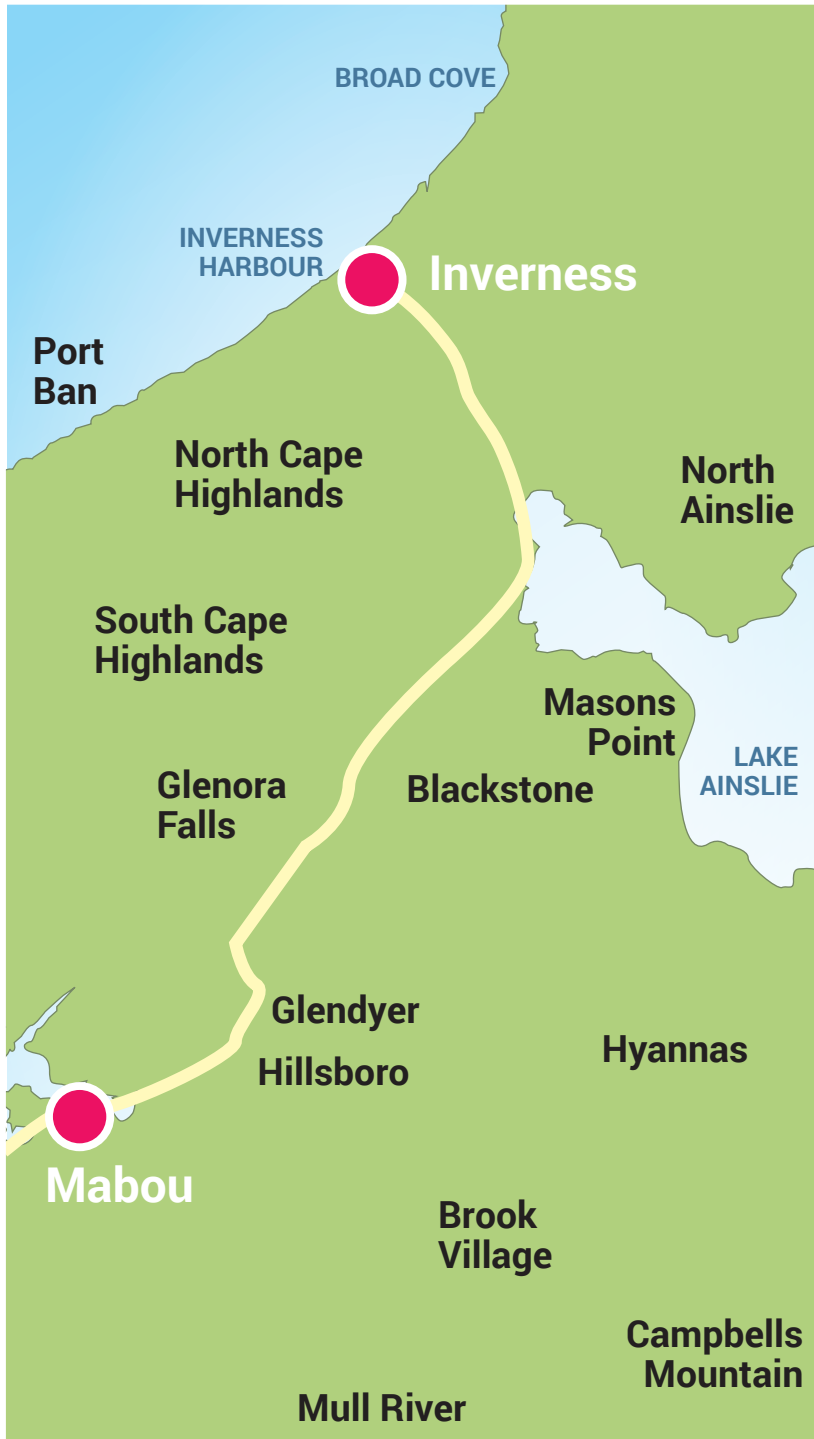 BROAD COVE
INVERNESS
HARBOUR
Inverness
Port
Ban
North Cape
Highlands
North
Ainslie
South Cape
Highlands
Masons
Point
LAKE
AINSLIE
Glenora
Falls
Blackstone
Glendyer
Hyannas
Hillsboro
Mabou
Brook
Village
Campbells
Mountain
Mull River